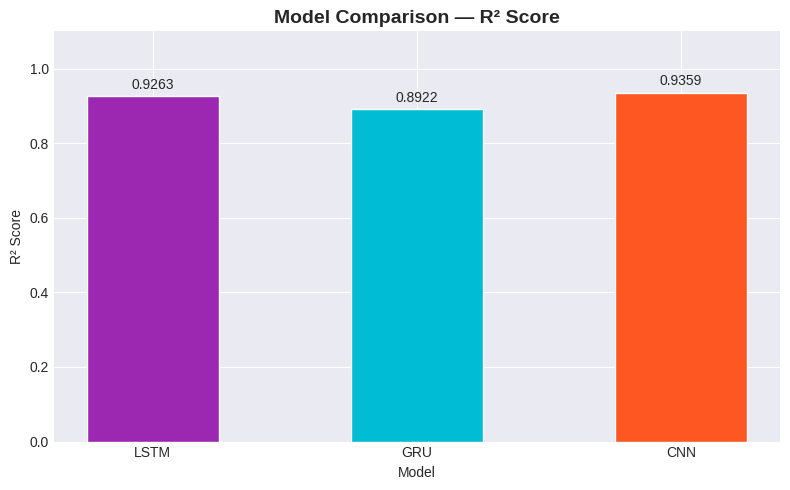 Model Comparison — R² Score
1.0
0.8
0.6
0.4
0.2
0.0
R² Score
0.9263
0.8922
0.9359
LSTM
GRU
CNN
Model